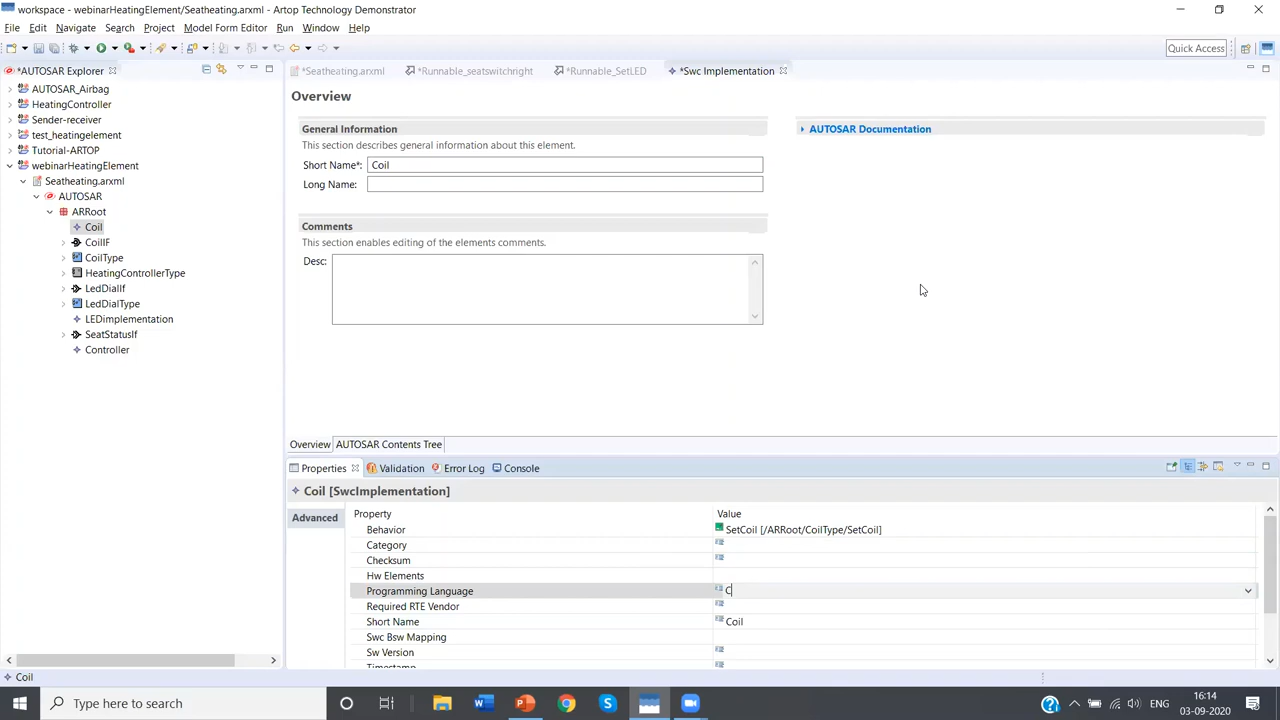 workspace - webinarHeatingElement/Seatheating.arxml - Artop Technology Demonstrator
File Edit Navigate Search Project Model Form Editor Run Window Help
Quick Access
*AUTOSAR Explorer
*Seatheating.arxml *Runnable_seatswitchright *Runnable_SetLED *Swc Implementation
AUTOSAR_Airbag
HeatingController
Sender-receiver
test_heatingelement
Tutorial-ARTOP
webinarHeatingElement
Seatheating.arxml
AUTOSAR
ARRoot
Coil
CoilIF
CoilType
HeatingControllerType
LedDialIf
LedDialType
LEDimplementation
SeatStatusIf
Controller
Overview
General Information
This section describes general information about this element.
Short Name*: Coil
Long Name:
AUTOSAR Documentation
Comments
This section enables editing of the elements comments.
Desc:
Overview AUTOSAR Contents Tree
Properties Validation Error Log Console
Coil [SwcImplementation]
Advanced
Property Value
Behavior SetCoil [/ARRoot/CoilType/SetCoil]
Category
Checksum
Hw Elements
Programming Language C
Required RTE Vendor
Short Name Coil
Swc Bsw Mapping
Sw Version
Timestamp
Coil
Type here to search
ENG
16:14
03-09-2020